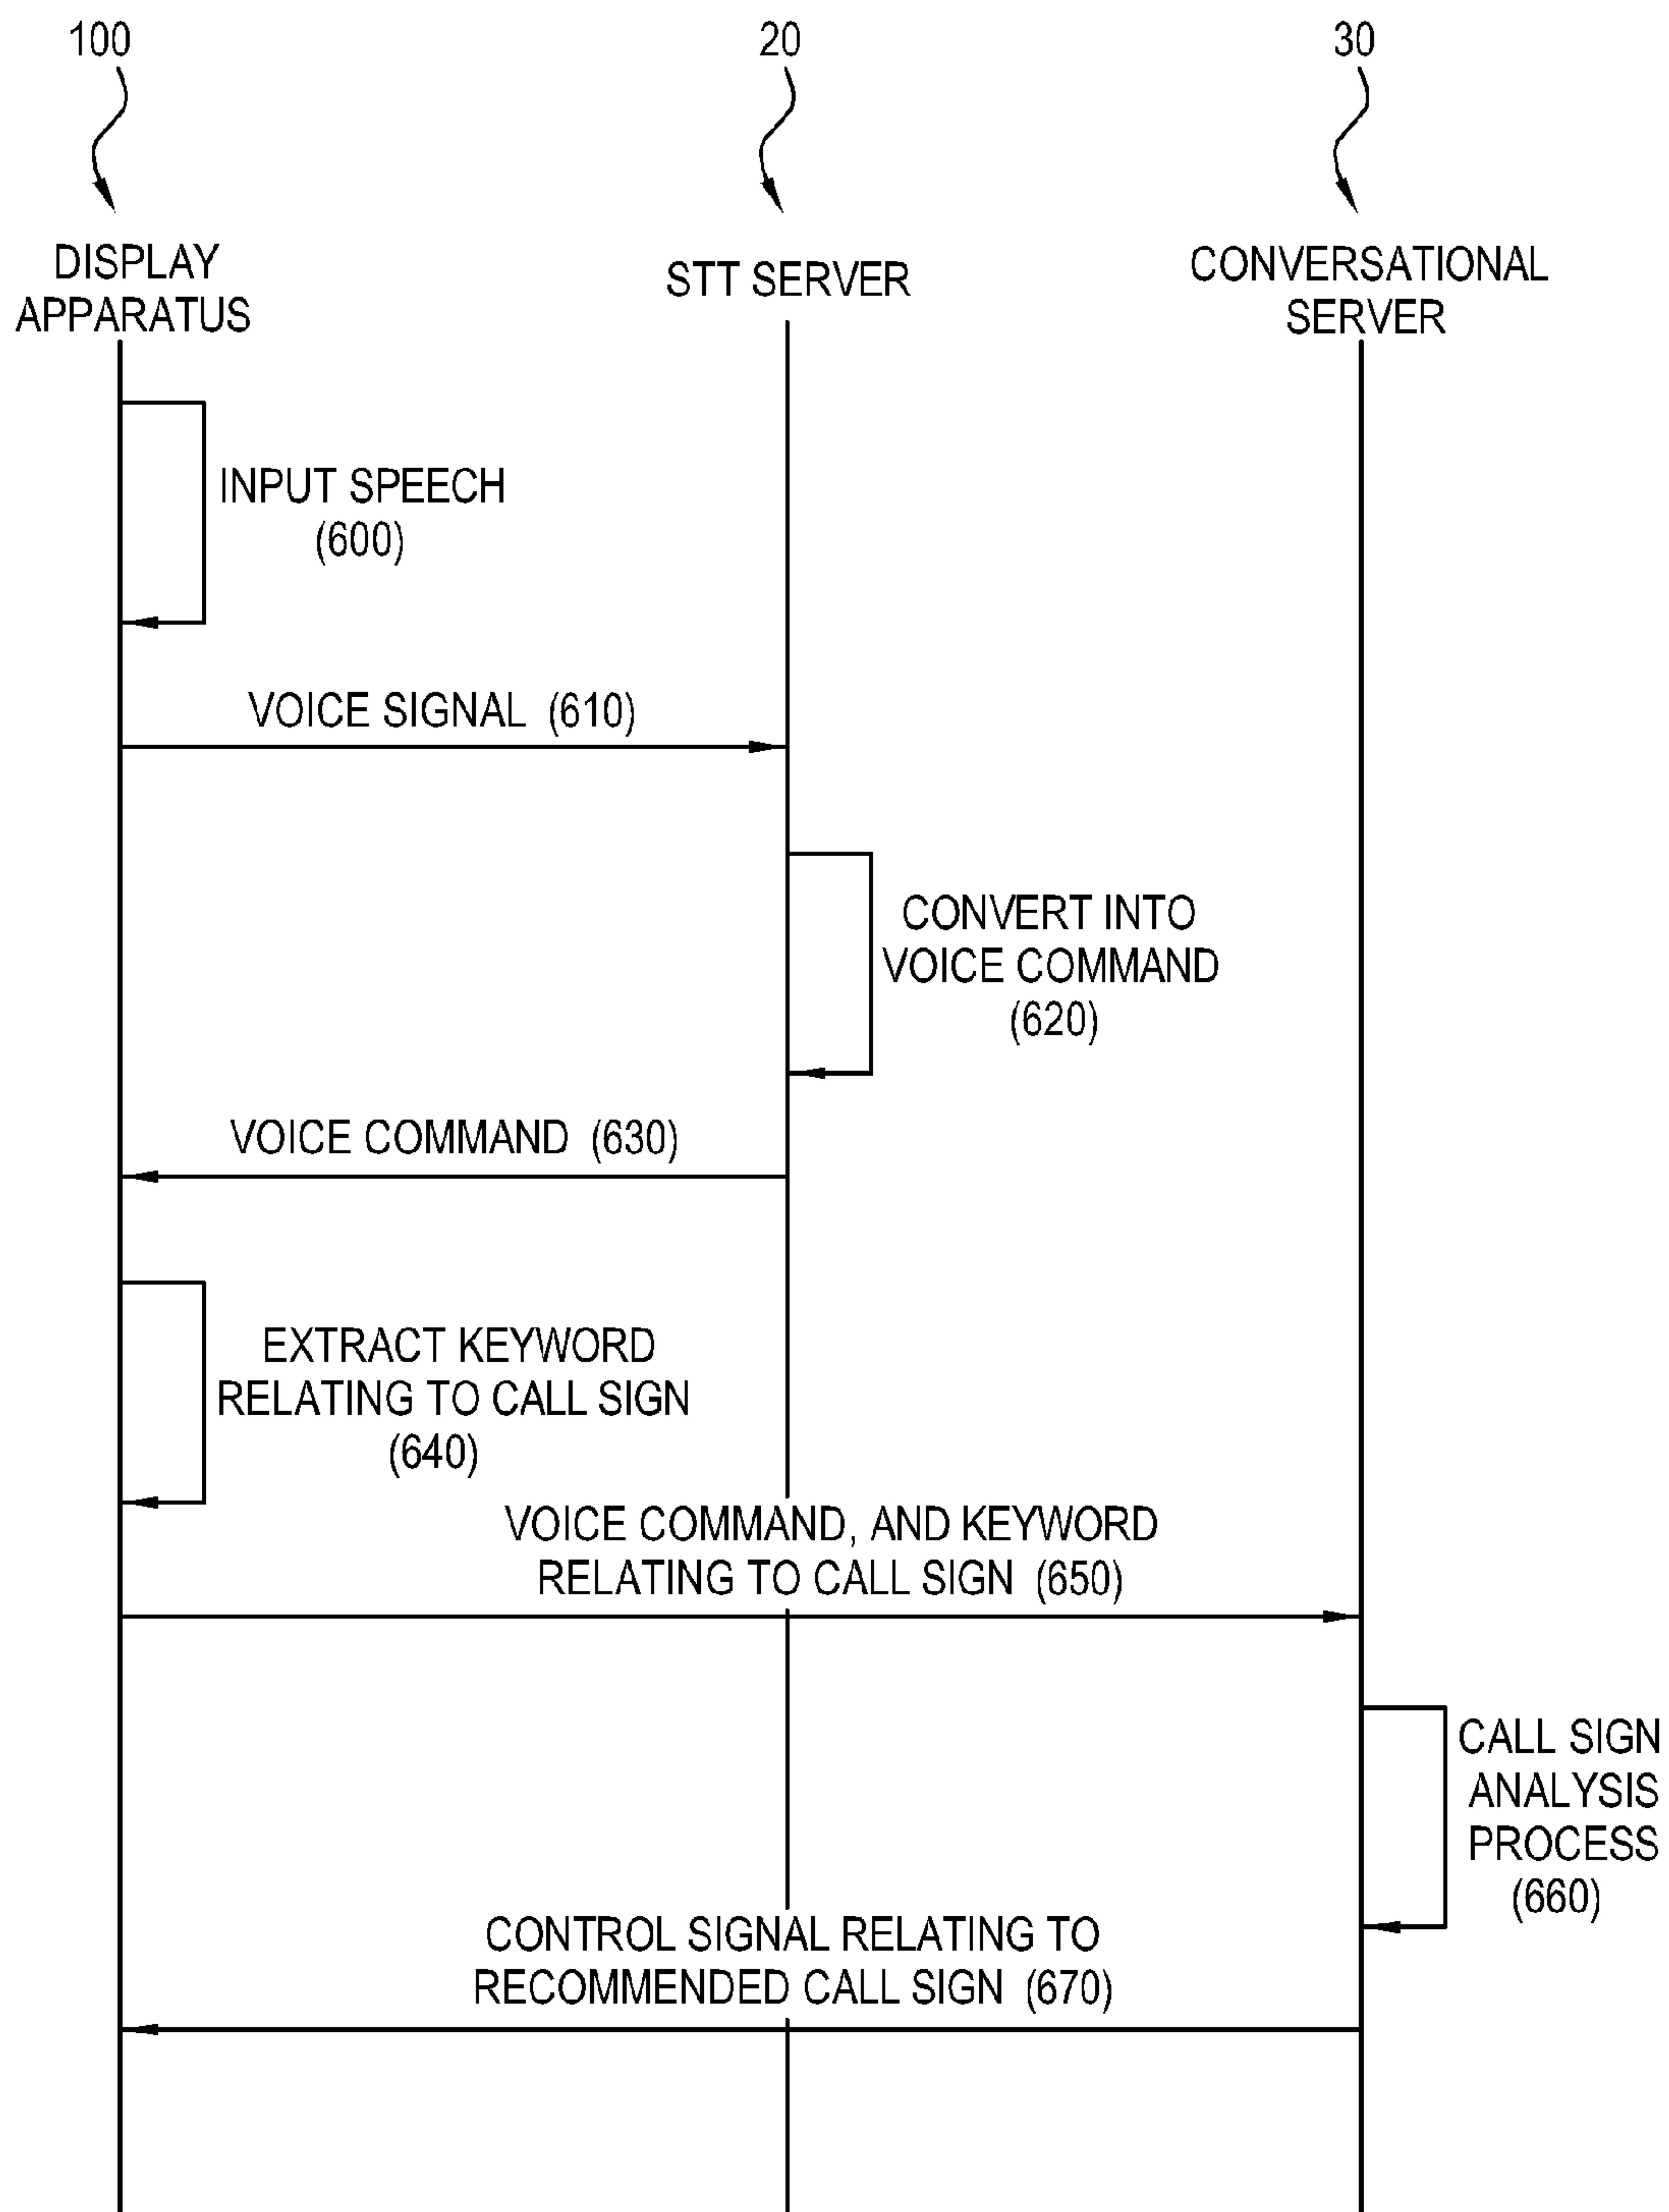 100
20
30
DISPLAY
APPARATUS
STT SERVER
CONVERSATIONAL
SERVER
INPUT SPEECH
(600)
VOICE SIGNAL (610)
CONVERT INTO
VOICE COMMAND
(620)
VOICE COMMAND (630)
EXTRACT KEYWORD
RELATING TO CALL SIGN
(640)
VOICE COMMAND, AND KEYWORD
RELATING TO CALL SIGN (650)
CALL SIGN
ANALYSIS
PROCESS
(660)
CONTROL SIGNAL RELATING TO
RECOMMENDED CALL SIGN (670)